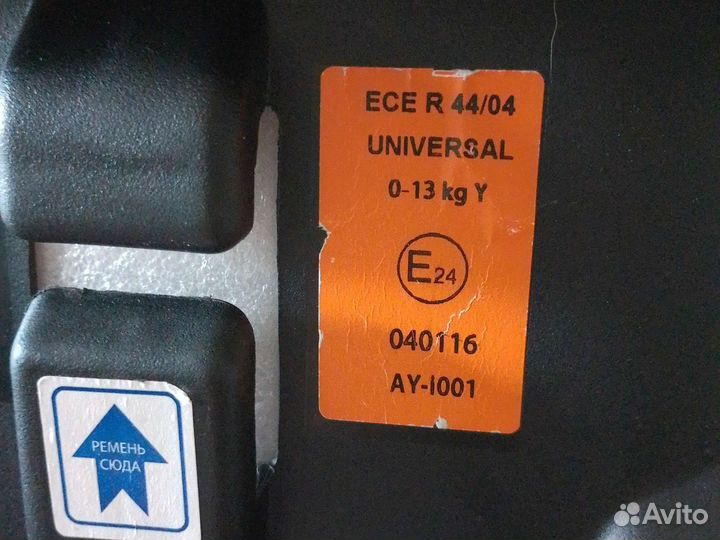 ECE R 44/04
UNIVERSAL
0-13 kg Y
E24
040116
AY-I001
РЕМЕНЬ
СЮДА
Avito